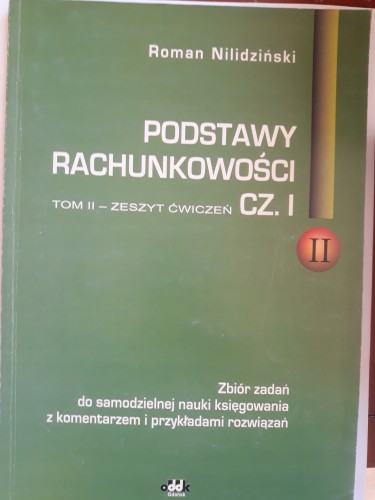 Roman Nilidziński
PODSTAWY
RACHUNKOWOŚCI
TOM II – ZESZYT ĆWICZEŃ CZ. I
II
Zbiór zadań
do samodzielnej nauki księgowania
z komentarzem i przykładami rozwiązań
oddk
Gdańsk